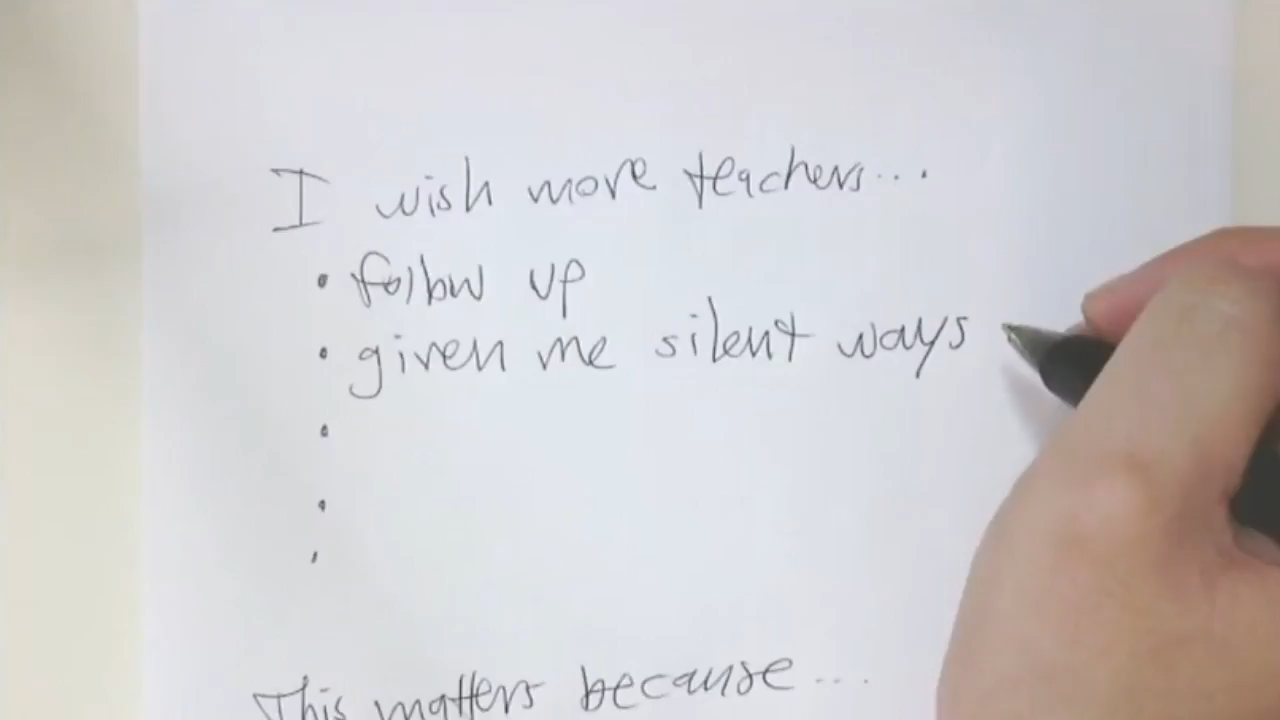 I wish more teachers...
• follow up
• given me silent ways
•
•
•
This matters because...